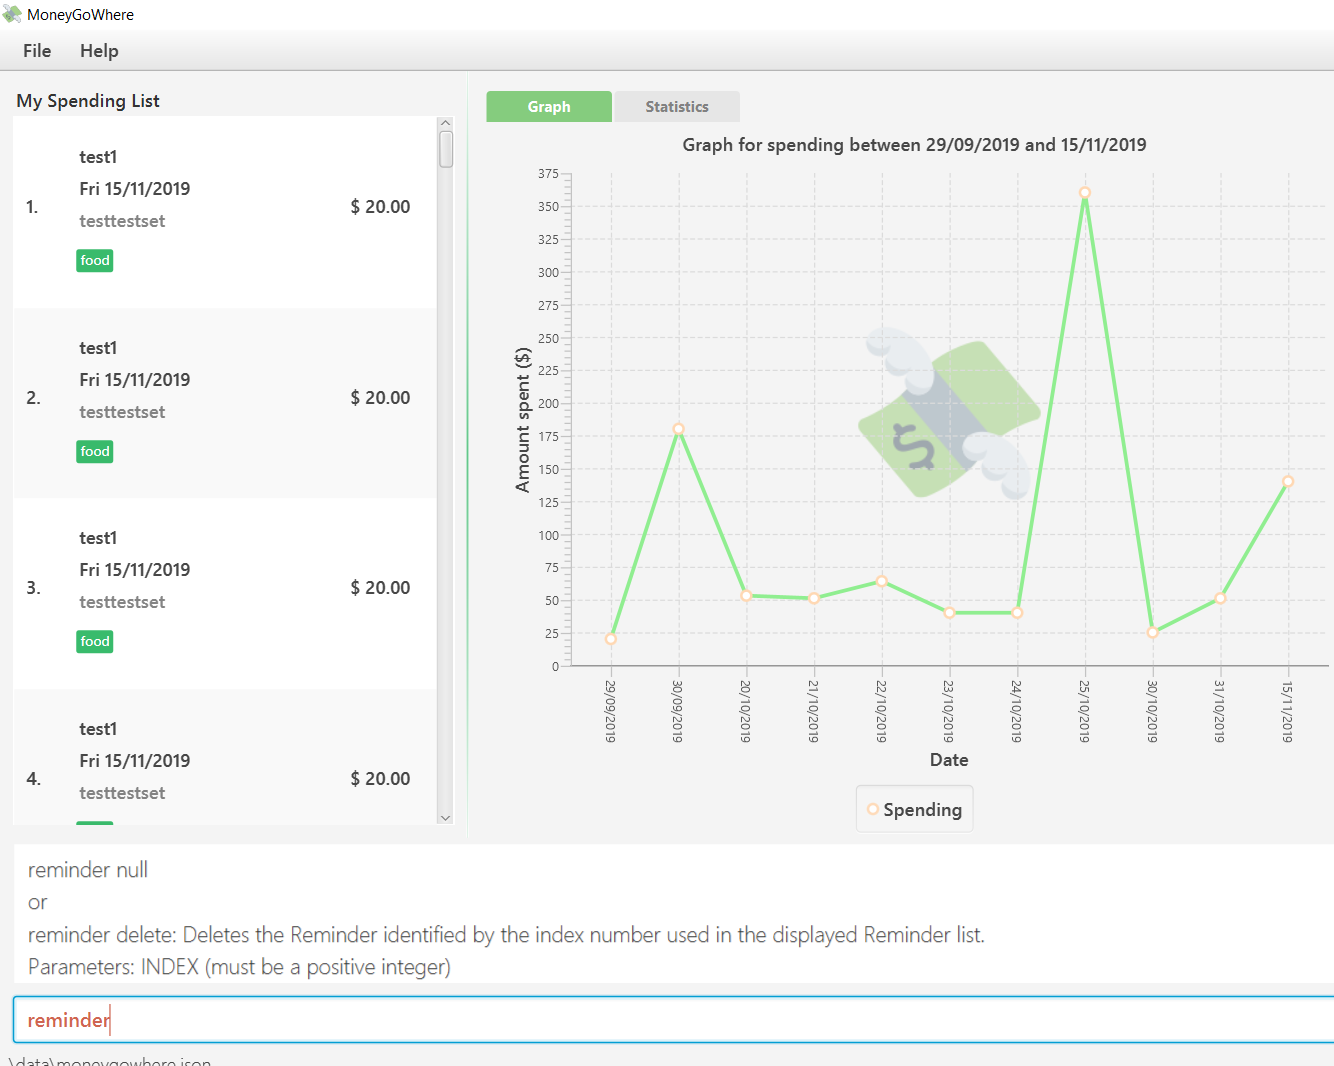 MoneyGoWhere
File Help
My Spending List
1.
test1
Fri 15/11/2019
testtestset
food
$ 20.00
2.
test1
Fri 15/11/2019
testtestset
food
$ 20.00
3.
test1
Fri 15/11/2019
testtestset
food
$ 20.00
4.
test1
Fri 15/11/2019
testtestset
$ 20.00
Graph Statistics
Graph for spending between 29/09/2019 and 15/11/2019
Amount spent ($)
375
350
325
300
275
250
225
200
175
150
125
100
75
50
25
0
29/09/2019
30/09/2019
20/10/2019
21/10/2019
22/10/2019
23/10/2019
24/10/2019
25/10/2019
30/10/2019
31/10/2019
15/11/2019
Date
Spending
reminder null
or
reminder delete: Deletes the Reminder identified by the index number used in the displayed Reminder list.
Parameters: INDEX (must be a positive integer)
reminder
.\data\moneygowhere.json